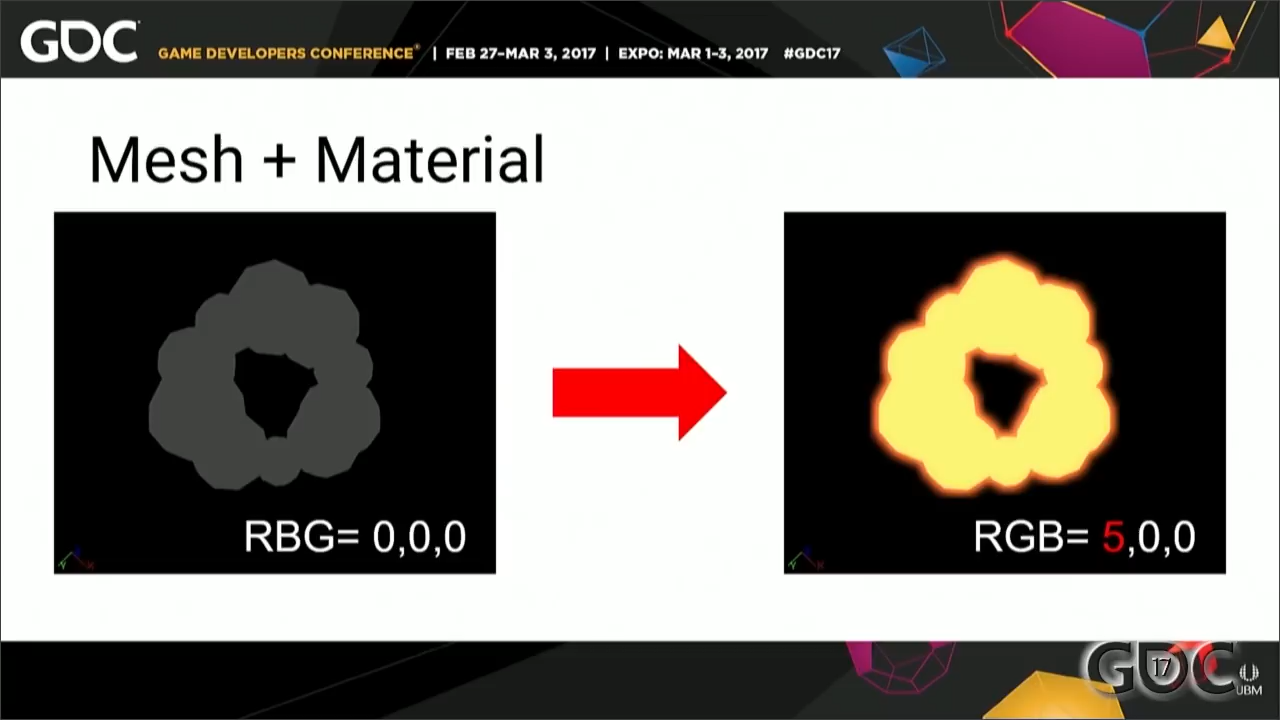 GDC GAME DEVELOPERS CONFERENCE® | FEB 27–MAR 3, 2017 | EXPO: MAR 1–3, 2017 #GDC17
Mesh + Material
RBG= 0,0,0
RGB= 5,0,0
GDC 17
UBM